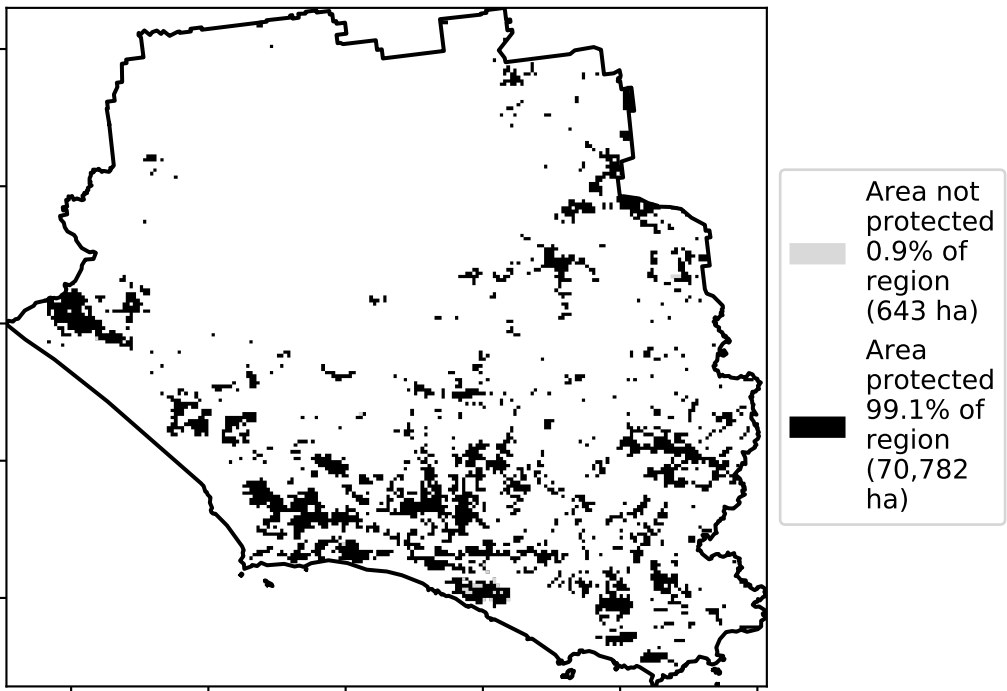 Area not
protected
0.9% of
region
(643 ha)
Area
protected
99.1% of
region
(70,782
ha)